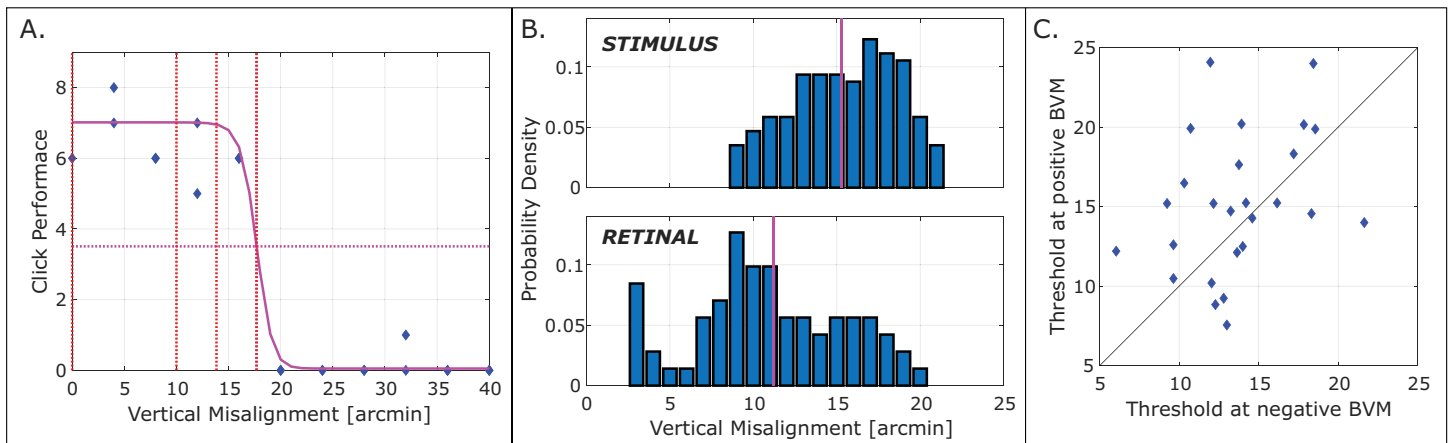 A.
8
6
4
2
0
0 5 10 15 20 25 30 35 40
Click Performace
Vertical Misalignment [arcmin]
B.
STIMULUS
0.1
0.05
0
RETINAL
0.1
0.05
0
0 5 10 15 20 25
Probability Density
Vertical Misalignment [arcmin]
C.
25
20
15
10
5
5 10 15 20 25
Threshold at positive BVM
Threshold at negative BVM